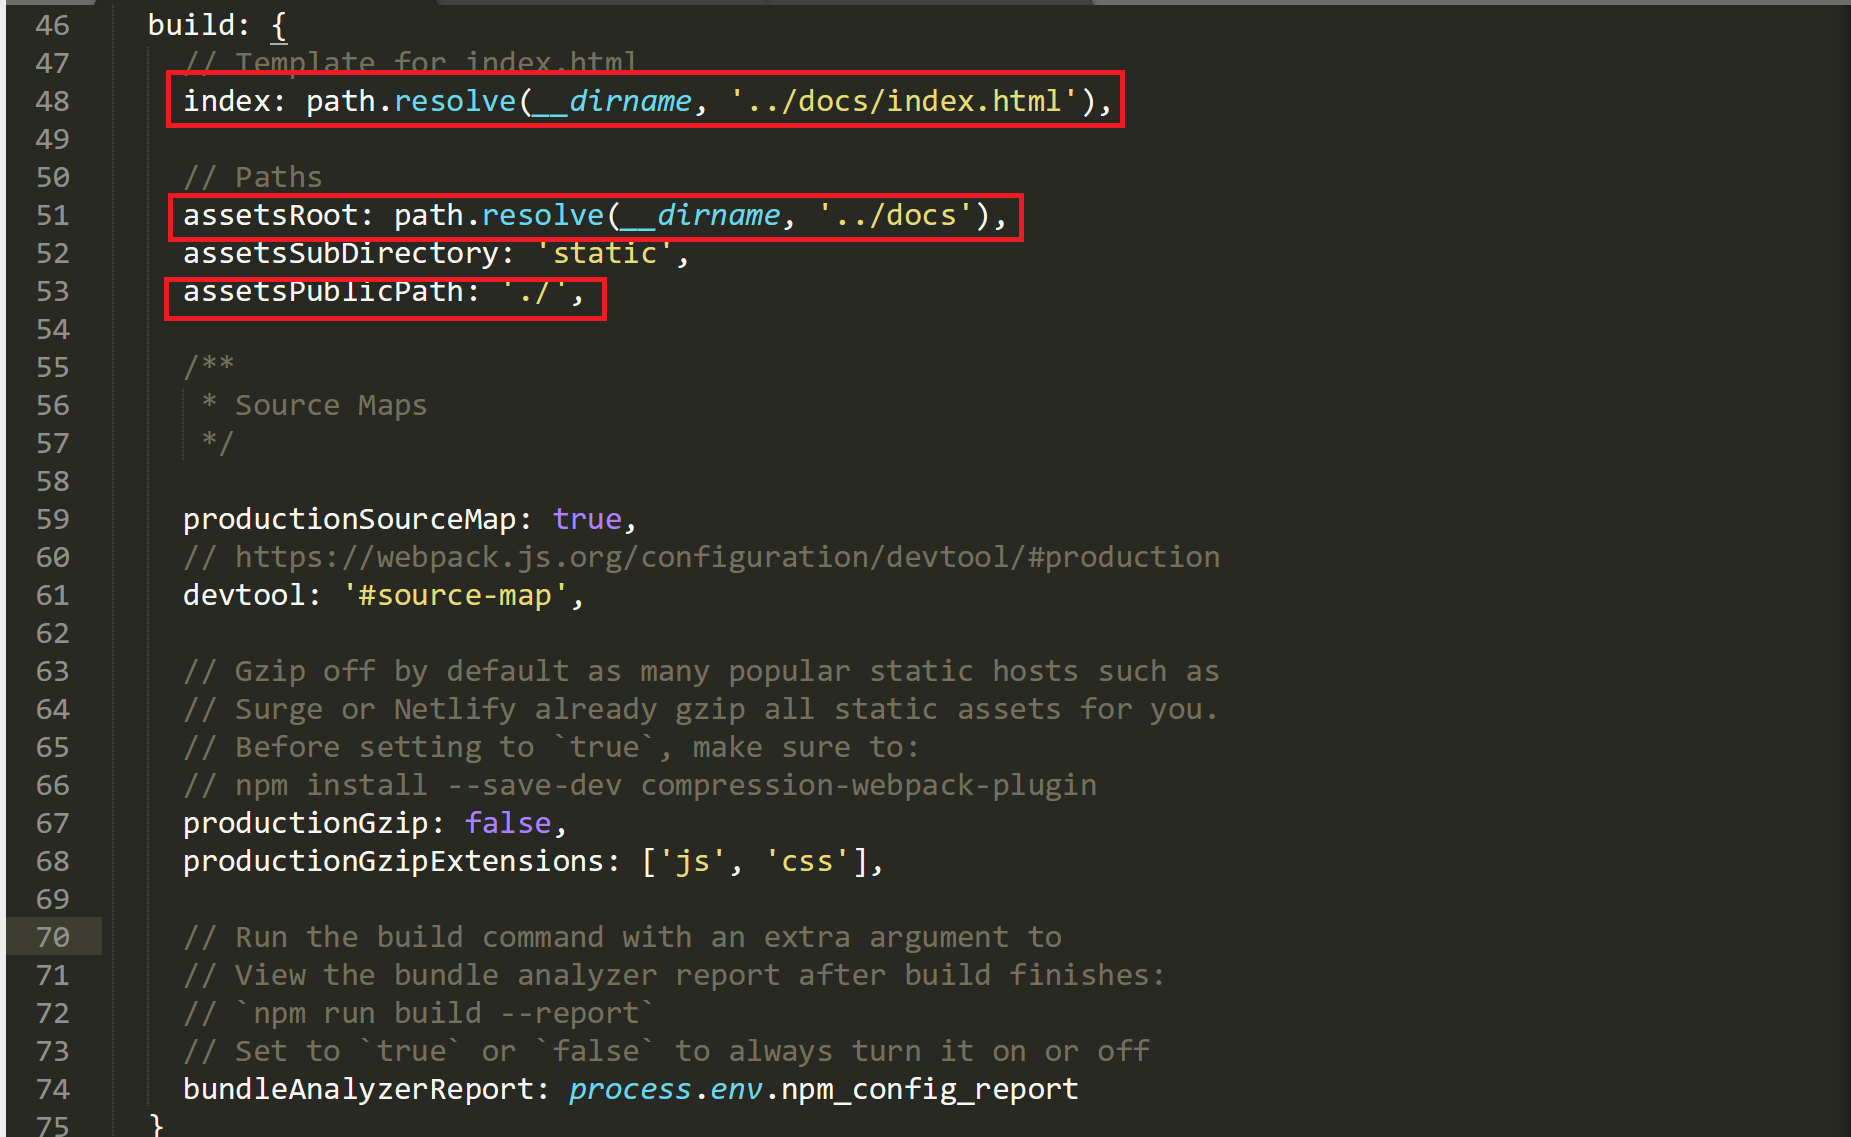 46 build: {
47 // Template for index.html
48 index: path.resolve(__dirname, '../docs/index.html'),
49
50 // Paths
51 assetsRoot: path.resolve(__dirname, '../docs'),
52 assetsSubDirectory: 'static',
53 assetsPublicPath: './',
54
55 /**
56 * Source Maps
57 */
58
59 productionSourceMap: true,
60 // https://webpack.js.org/configuration/devtool/#production
61 devtool: '#source-map',
62
63 // Gzip off by default as many popular static hosts such as
64 // Surge or Netlify already gzip all static assets for you.
65 // Before setting to `true`, make sure to:
66 // npm install --save-dev compression-webpack-plugin
67 productionGzip: false,
68 productionGzipExtensions: ['js', 'css'],
69
70 // Run the build command with an extra argument to
71 // View the bundle analyzer report after build finishes:
72 // `npm run build --report`
73 // Set to `true` or `false` to always turn it on or off
74 bundleAnalyzerReport: process.env.npm_config_report
75 }